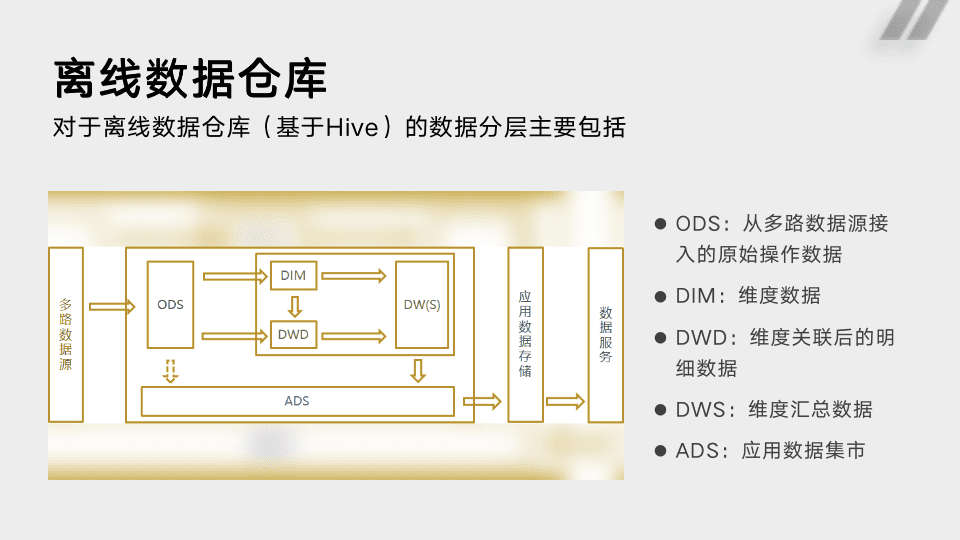 离线数据仓库
对于离线数据仓库（基于Hive）的数据分层主要包括
多路数据源
ODS
DIM
DWD
DW(S)
ADS
应用数据存储
数据服务
● ODS：从多路数据源接
入的原始操作数据
● DIM：维度数据
● DWD：维度关联后的明
细数据
● DWS：维度汇总数据
● ADS：应用数据集市